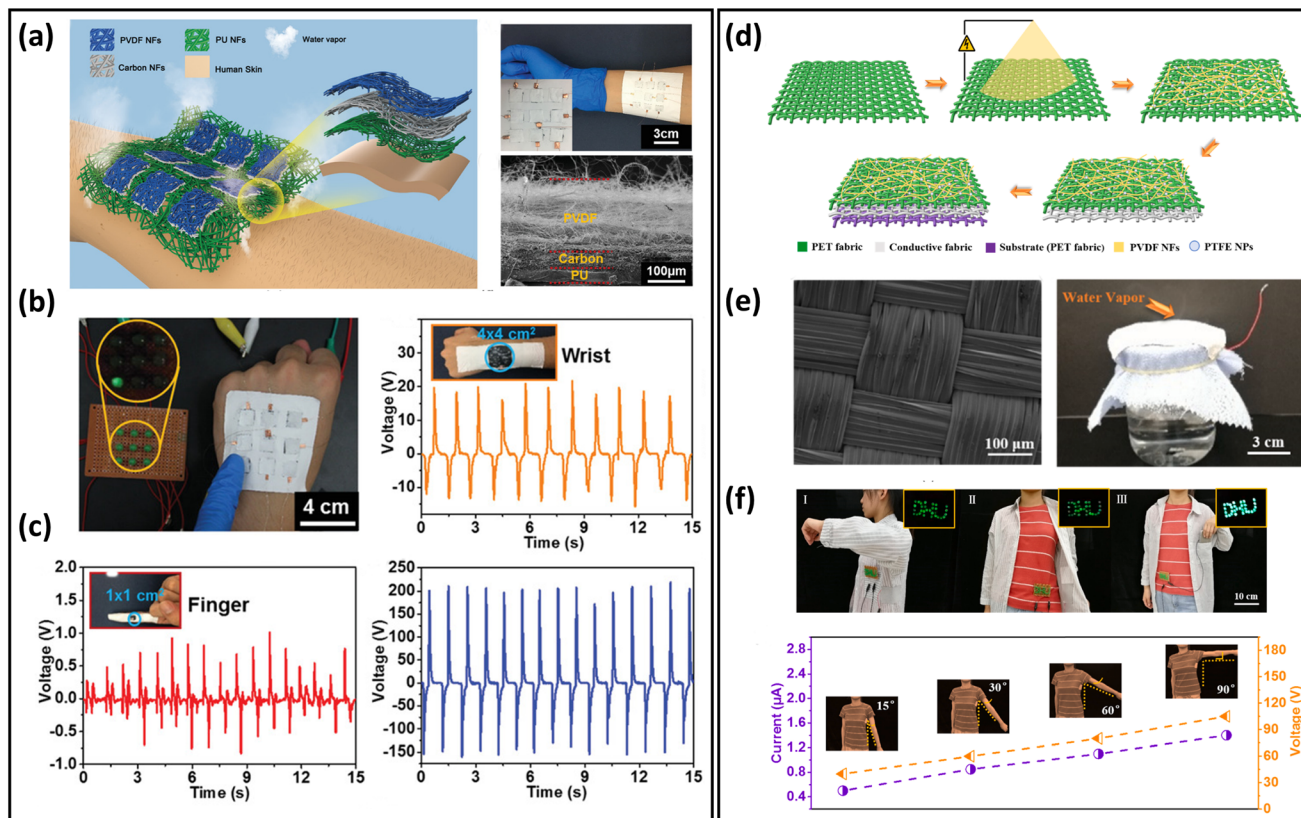 (a)
PVDF NFs
PU NFs
Water vapor
Carbon NFs
Human Skin
3cm
PVDF
Carbon
PU
100μm
(b)
4 cm
4x4 cm²
Wrist
Voltage (V)
30
20
10
0
-10
0 3 6 9 12 15
Time (s)
(c)
1x1 cm²
Finger
Voltage (V)
2.0
1.5
1.0
0.5
0.0
-0.5
-1.0
0 3 6 9 12 15
Time (s)
Voltage (V)
250
200
150
100
50
0
-50
-100
-150
0 3 6 9 12 15
Time (s)
(d)
PET fabric
Conductive fabric
Substrate (PET fabric)
PVDF NFs
PTFE NPs
(e)
100 μm
Water Vapor
3 cm
(f)
I
DHU
II
DHU
III
DHU
10 cm
Current (μA)
2.8
2.4
2.0
1.6
1.2
0.8
0.4
15°
30°
60°
90°
180
150
120
90
60
30
0
Voltage (V)